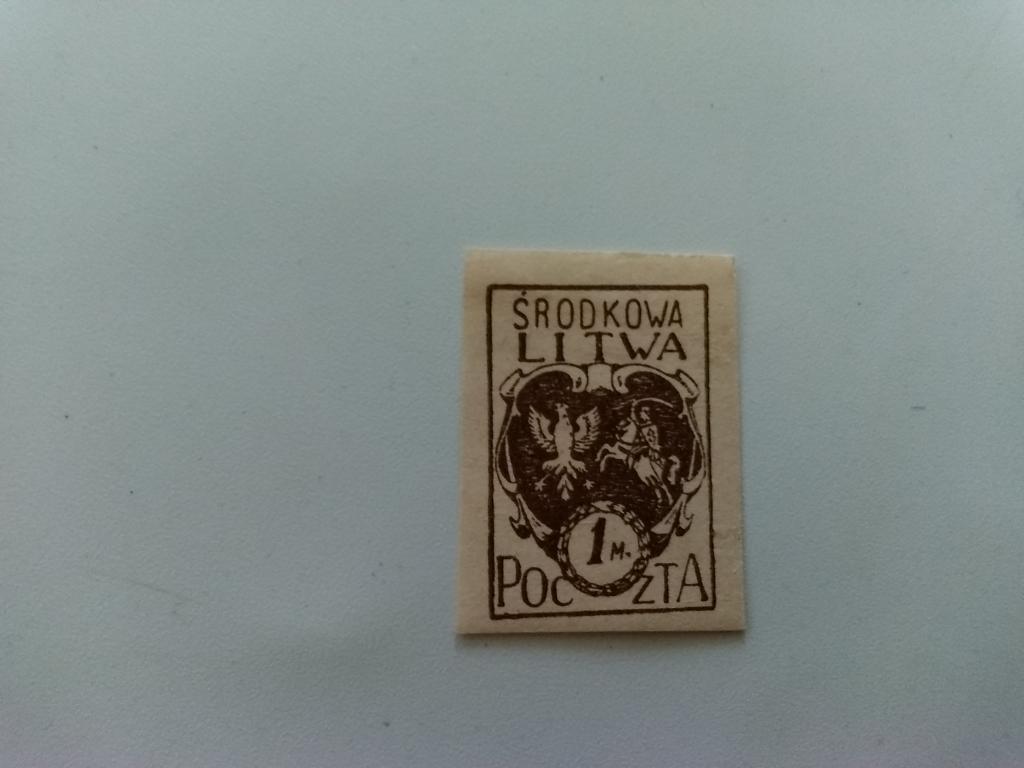 ŚRODKOWA
LITWA
1 M.
POCZTA